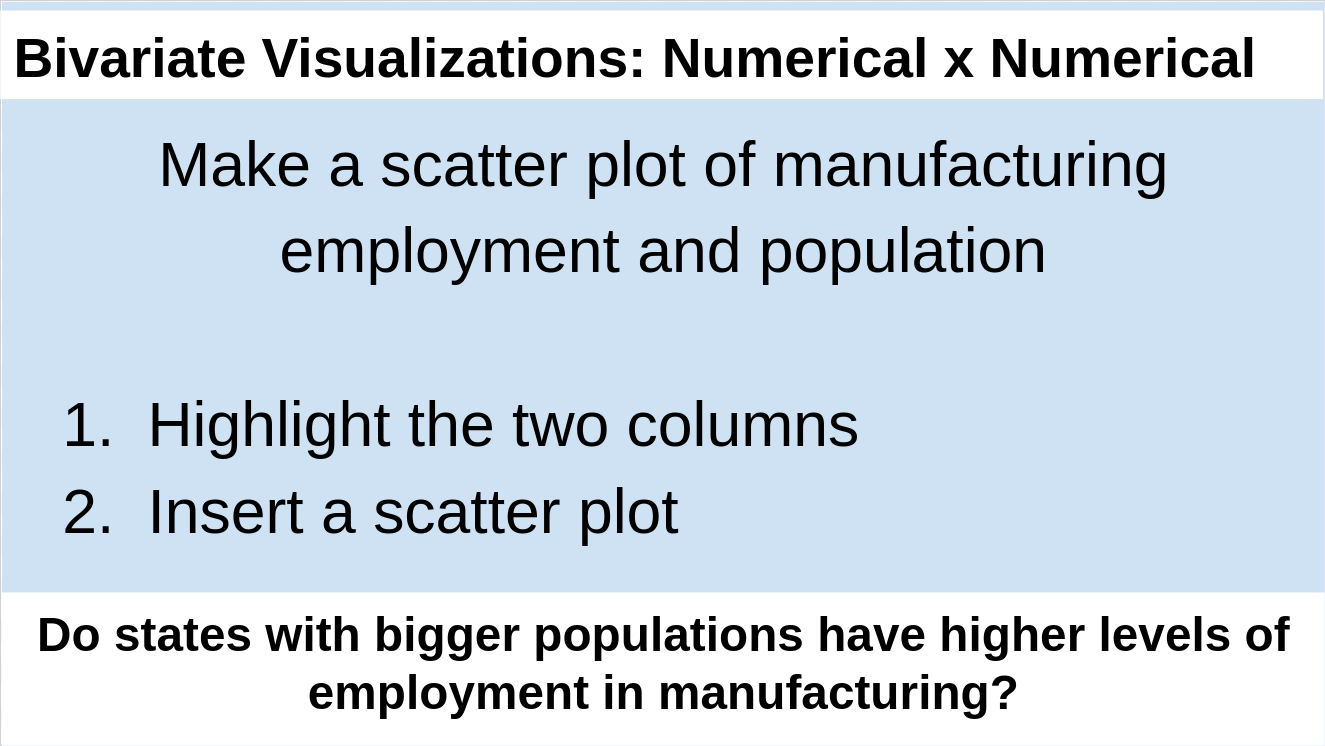 Bivariate Visualizations: Numerical x Numerical
Make a scatter plot of manufacturing
employment and population
1. Highlight the two columns
2. Insert a scatter plot
Do states with bigger populations have higher levels of
employment in manufacturing?